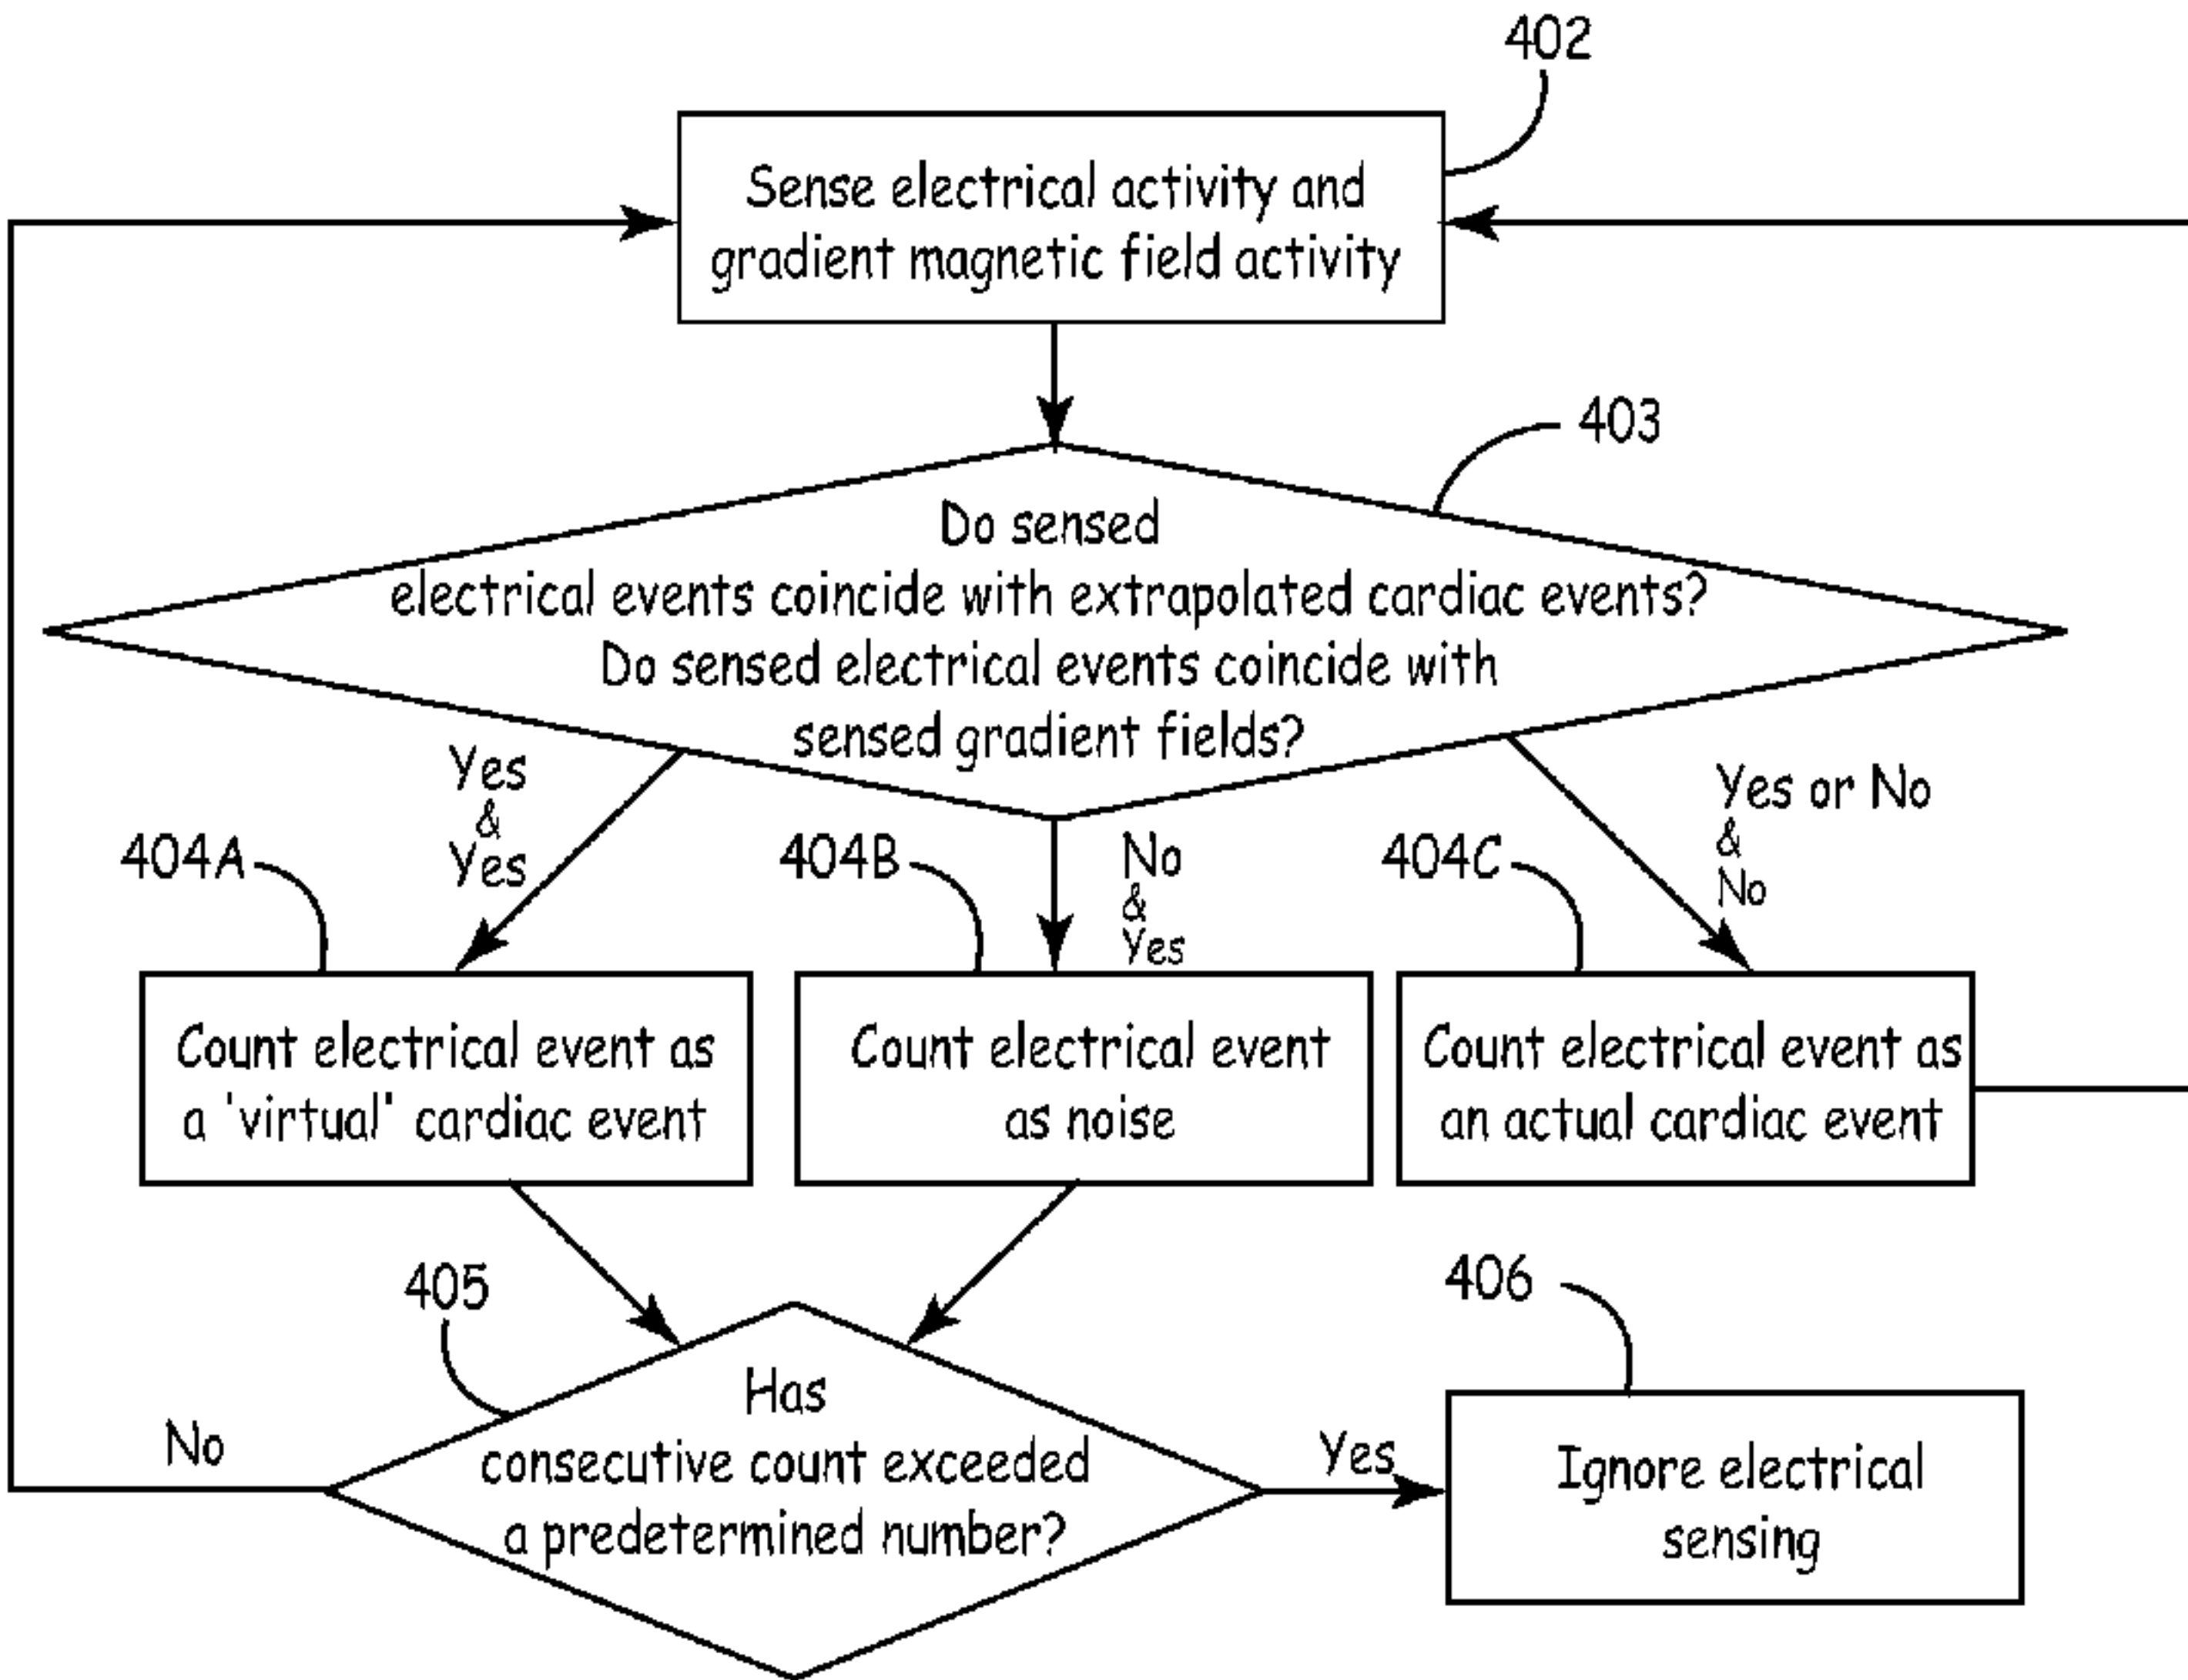 402
Sense electrical activity and
gradient magnetic field activity
403
Do sensed
electrical events coincide with extrapolated cardiac events?
Do sensed electrical events coincide with
sensed gradient fields?
Yes
&
Yes
No
&
Yes
Yes or No
&
No
404A
404B
404C
Count electrical event as
a 'virtual' cardiac event
Count electrical event
as noise
Count electrical event as
an actual cardiac event
405
406
Has
consecutive count exceeded
a predetermined number?
No
Yes
Ignore electrical
sensing